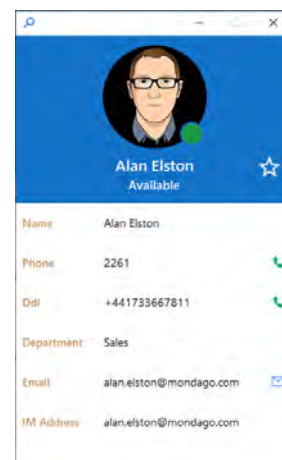 Alan Elston
Available
Name Alan Elston
Phone 2261
Ddi +441733667811
Department Sales
Email alan.elston@mondago.com
IM Address alan.elston@mondago.com